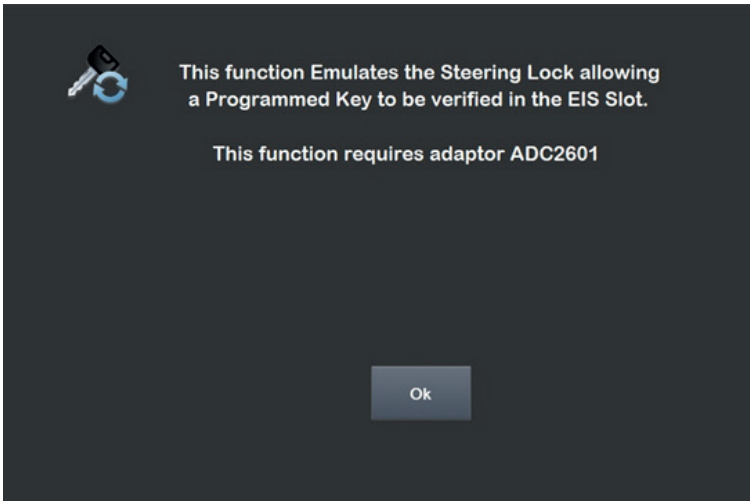 This function Emulates the Steering Lock allowing
a Programmed Key to be verified in the EIS Slot.
This function requires adaptor ADC2601
Ok